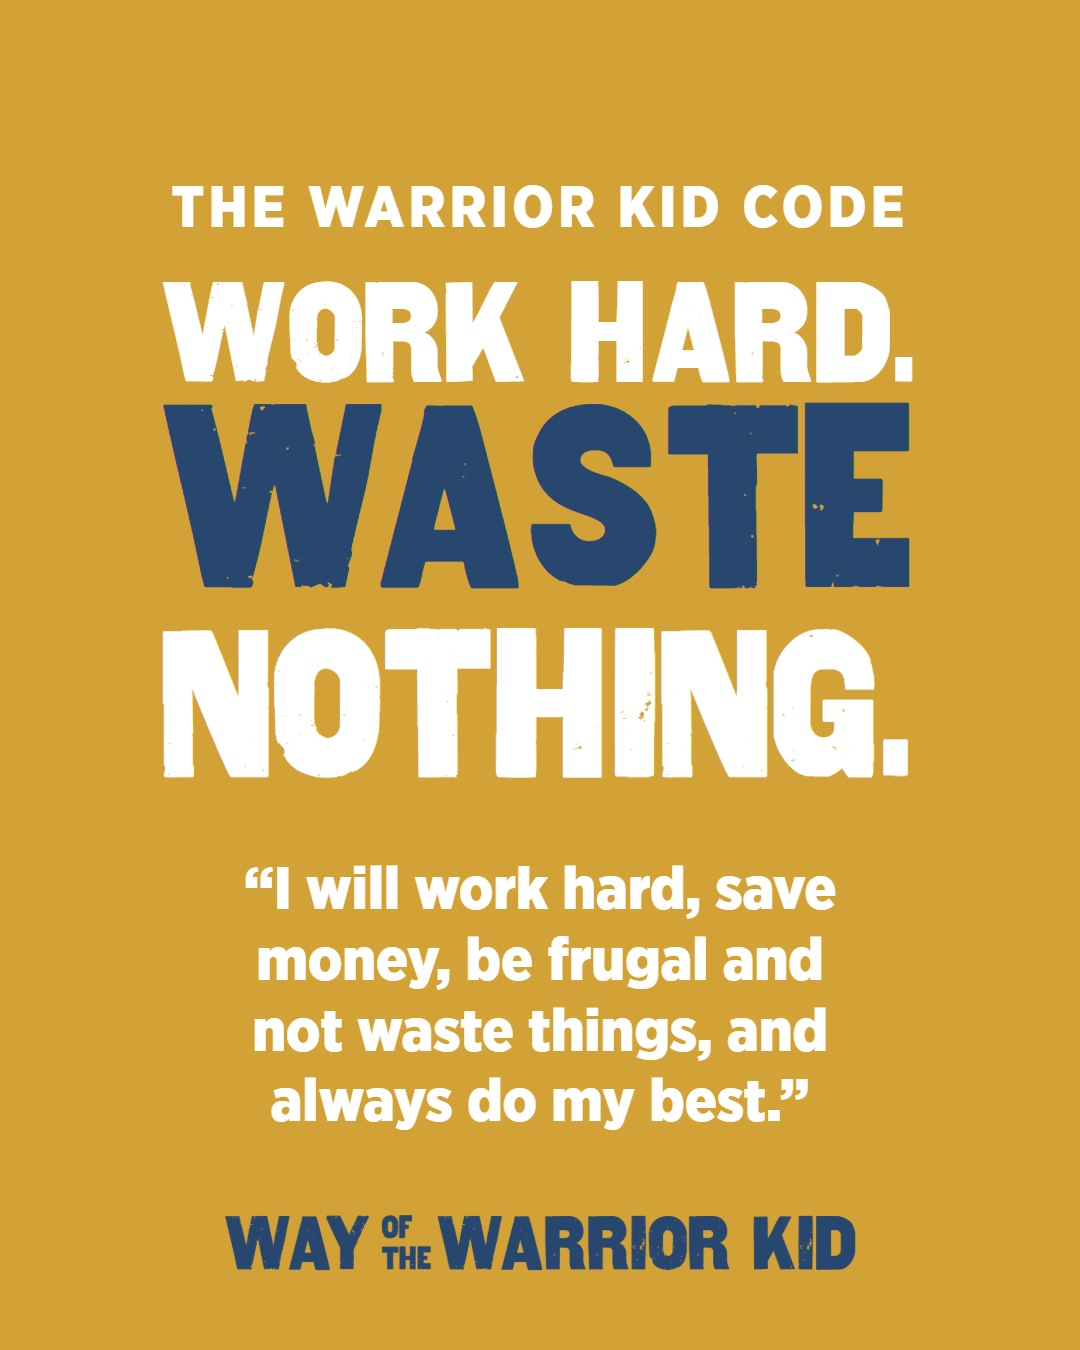 THE WARRIOR KID CODE
WORK HARD.
WASTE
NOTHING.
“I will work hard, save
money, be frugal and
not waste things, and
always do my best.”
WAY OF THE WARRIOR KID